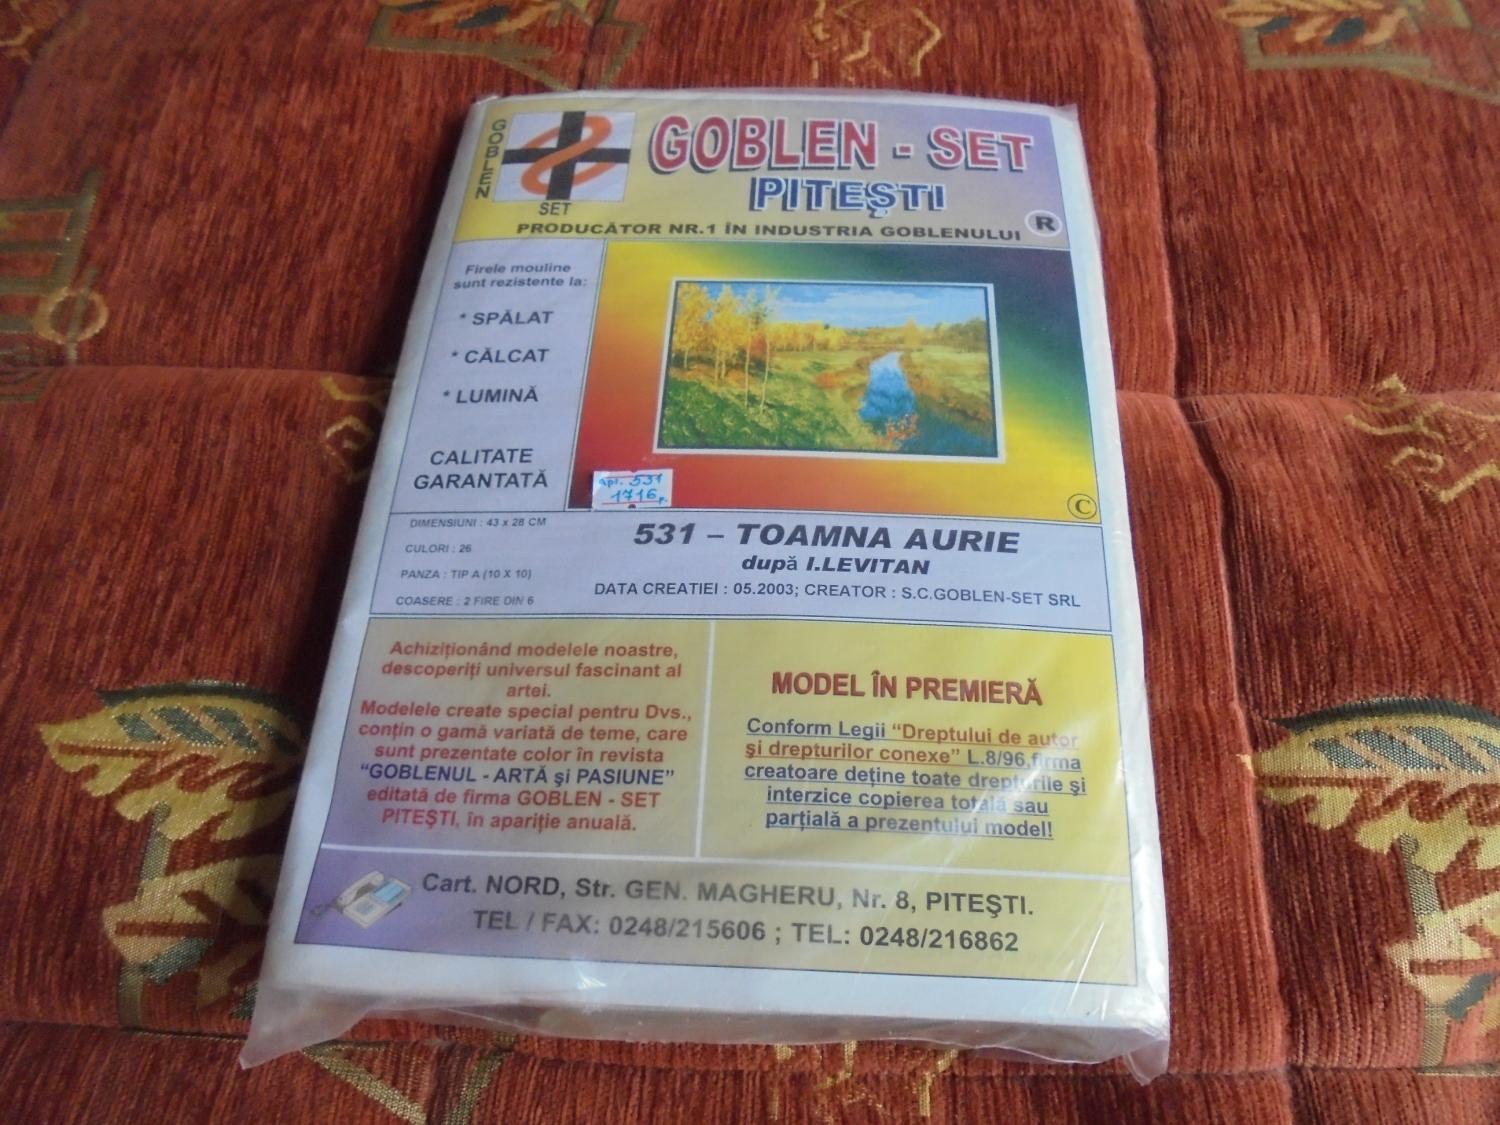 GOBLEN
SET
GOBLEN - SET
PITEŞTI
PRODUCĂTOR NR.1 ÎN INDUSTRIA GOBLENULUI
R
Firele mouline
sunt rezistente la:
* SPĂLAT
* CĂLCAT
* LUMINĂ
CALITATE
GARANTATĂ
арт. 531
1716 р.
C
DIMENSIUNI : 43 x 28 CM
CULORI : 26
PANZA : TIP A (10 X 10)
COASERE : 2 FIRE DIN 6
531 – TOAMNA AURIE
după I.LEVITAN
DATA CREATIEI : 05.2003; CREATOR : S.C.GOBLEN-SET SRL
Achiziţionând modelele noastre,
descoperiţi universul fascinant al
artei.
Modelele create special pentru Dvs.,
conţin o gamă variată de teme, care
sunt prezentate color în revista
“GOBLENUL - ARTĂ şi PASIUNE”
editată de firma GOBLEN - SET
PITEŞTI, în apariţie anuală.
MODEL ÎN PREMIERĂ
Conform Legii “Dreptului de autor
şi drepturilor conexe” L.8/96,firma
creatoare deţine toate drepturile şi
interzice copierea totală sau
parţială a prezentului model!
Cart. NORD, Str. GEN. MAGHERU, Nr. 8, PITEŞTI.
TEL / FAX: 0248/215606 ; TEL: 0248/216862